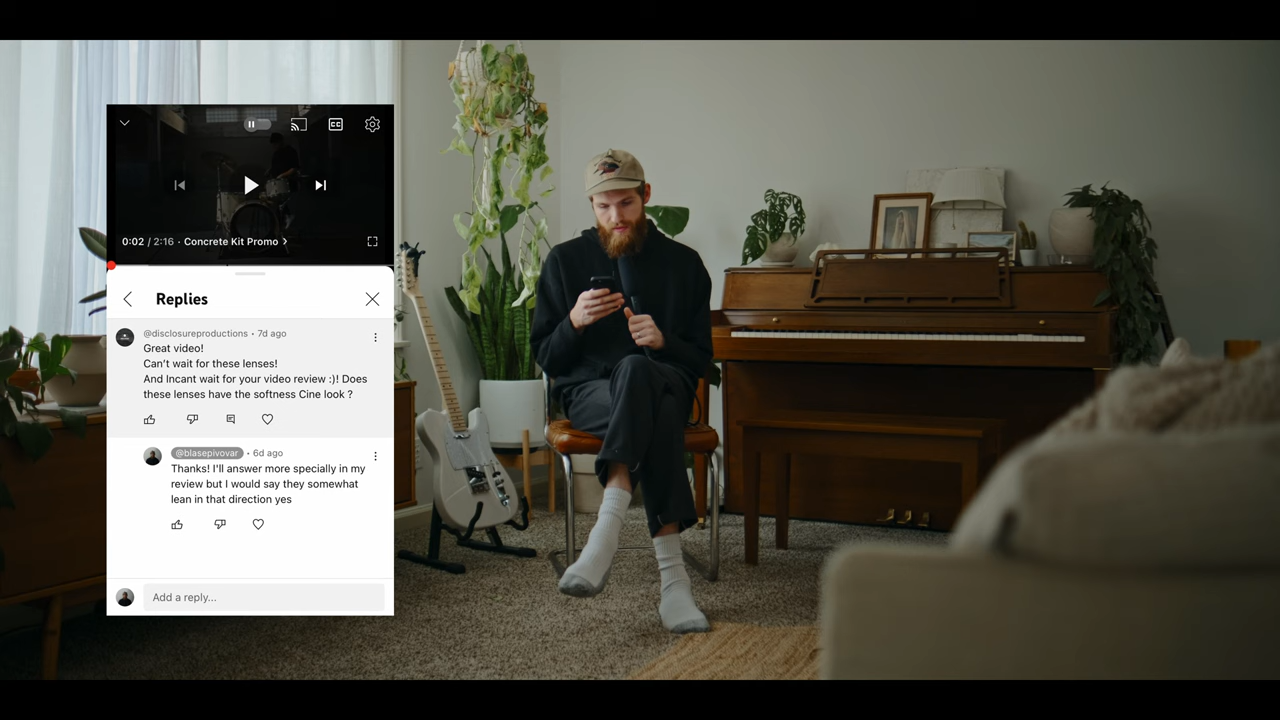 0:02 / 2:16 · Concrete Kit Promo
Replies
@disclosureproductions · 7d ago
Great video!
Can't wait for these lenses!
And Incant wait for your video review :)! Does
these lenses have the softness Cine look ?
@blasepivovar · 6d ago
Thanks! I'll answer more specially in my
review but I would say they somewhat
lean in that direction yes
Add a reply...
CC